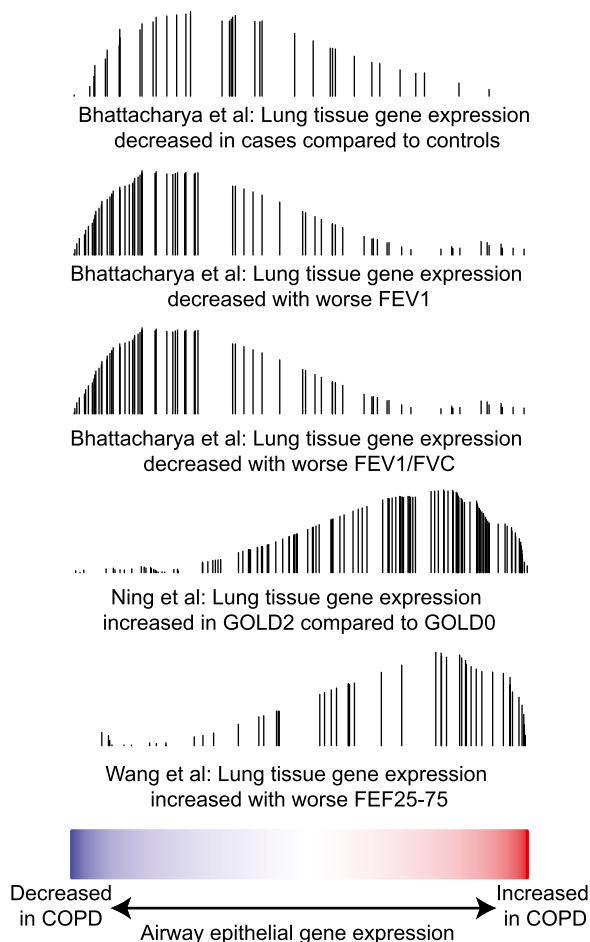 Bhattacharya et al: Lung tissue gene expression
decreased in cases compared to controls
Bhattacharya et al: Lung tissue gene expression
decreased with worse FEV1
Bhattacharya et al: Lung tissue gene expression
decreased with worse FEV1/FVC
Ning et al: Lung tissue gene expression
increased in GOLD2 compared to GOLD0
Wang et al: Lung tissue gene expression
increased with worse FEF25-75
Decreased
in COPD
Increased
in COPD
Airway epithelial gene expression